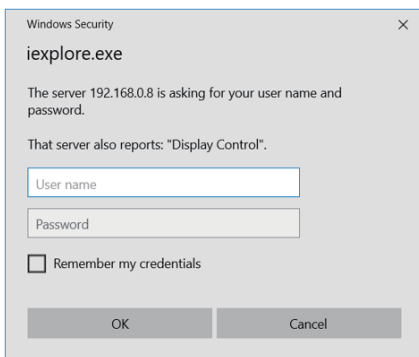 Windows Security
iexplore.exe
The server 192.168.0.8 is asking for your user name and
password.
That server also reports: "Display Control".
User name
Password
Remember my credentials
OK
Cancel